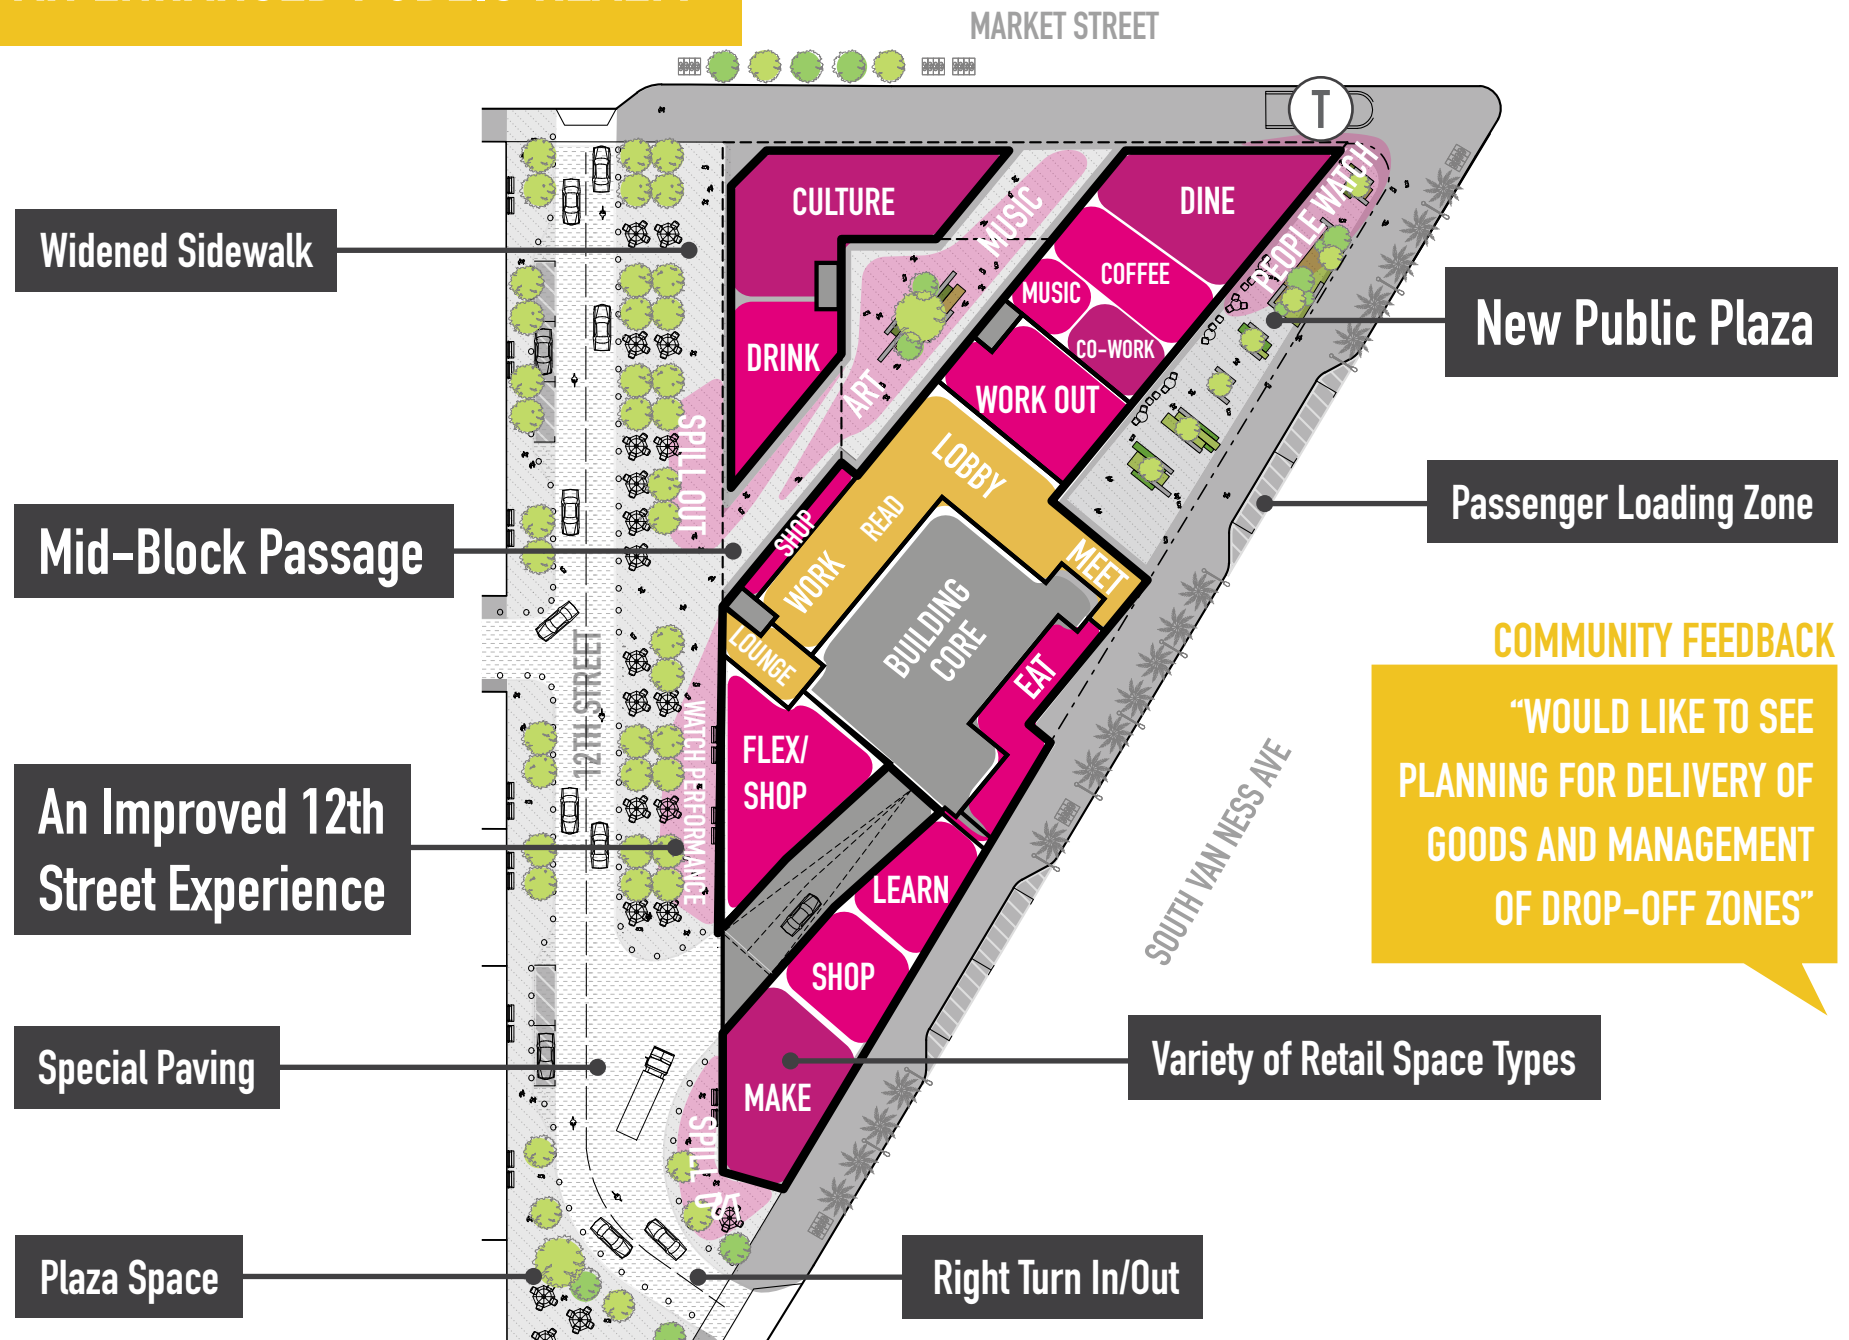 MARKET STREET
T
CULTURE
DINE
MUSIC
PEOPLE WATCH
Widened Sidewalk
COFFEE
MUSIC
New Public Plaza
CO-WORK
DRINK
ART
WORK OUT
SPILL OUT
LOBBY
READ
SHOP
Passenger Loading Zone
Mid-Block Passage
WORK
MEET
BUILDING
CORE
LOUNGE
EAT
12TH STREET
WATCH PERFORMANCE
FLEX/
SHOP
An Improved 12th
Street Experience
COMMUNITY FEEDBACK
“WOULD LIKE TO SEE
PLANNING FOR DELIVERY OF
GOODS AND MANAGEMENT
OF DROP-OFF ZONES”
SOUTH VAN NESS AVE
LEARN
SHOP
MAKE
Special Paving
Variety of Retail Space Types
SPILL
Plaza Space
Right Turn In/Out